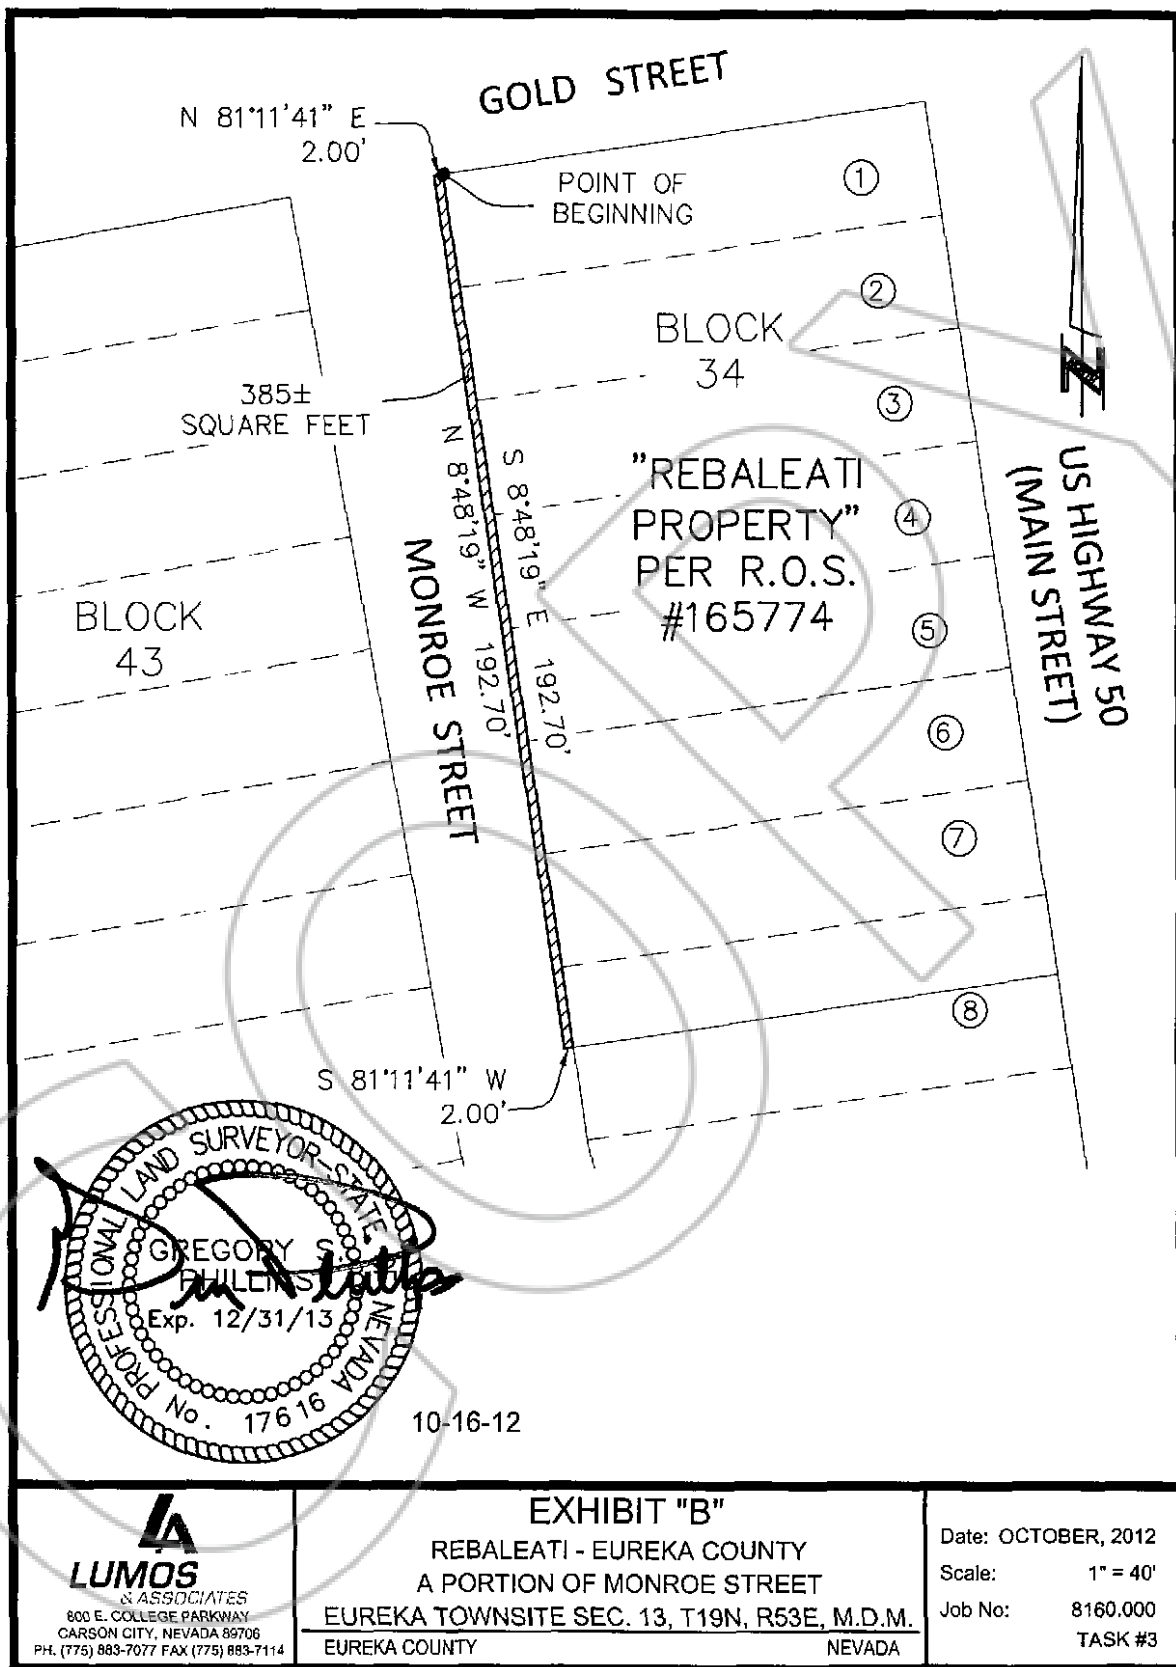 GOLD STREET
N 81°11'41" E
2.00'
POINT OF
BEGINNING
1
2
BLOCK
34
385±
SQUARE FEET
3
N 8°48'19" W 192.70'
S 8°48'19" E 192.70'
"REBALEATI
PROPERTY"
PER R.O.S.
#165774
4
5
6
7
8
N
US HIGHWAY 50
(MAIN STREET)
MONROE STREET
BLOCK
43
S 81°11'41" W
2.00'
COPY
PROFESSIONAL LAND SURVEYOR-STATE
ON
NEVADA
GREGORY S.
PHILLIPS
Exp. 12/31/13
No. 17616
10-16-12
LA
LUMOS
& ASSOCIATES
800 E. COLLEGE PARKWAY
CARSON CITY, NEVADA 89706
PH. (775) 883-7077 FAX (775) 883-7114
EXHIBIT "B"
REBALEATI - EUREKA COUNTY
A PORTION OF MONROE STREET
EUREKA TOWNSITE SEC. 13, T19N, R53E, M.D.M.
EUREKA COUNTY NEVADA
Date: OCTOBER, 2012
Scale: 1" = 40'
Job No: 8160.000
TASK #3